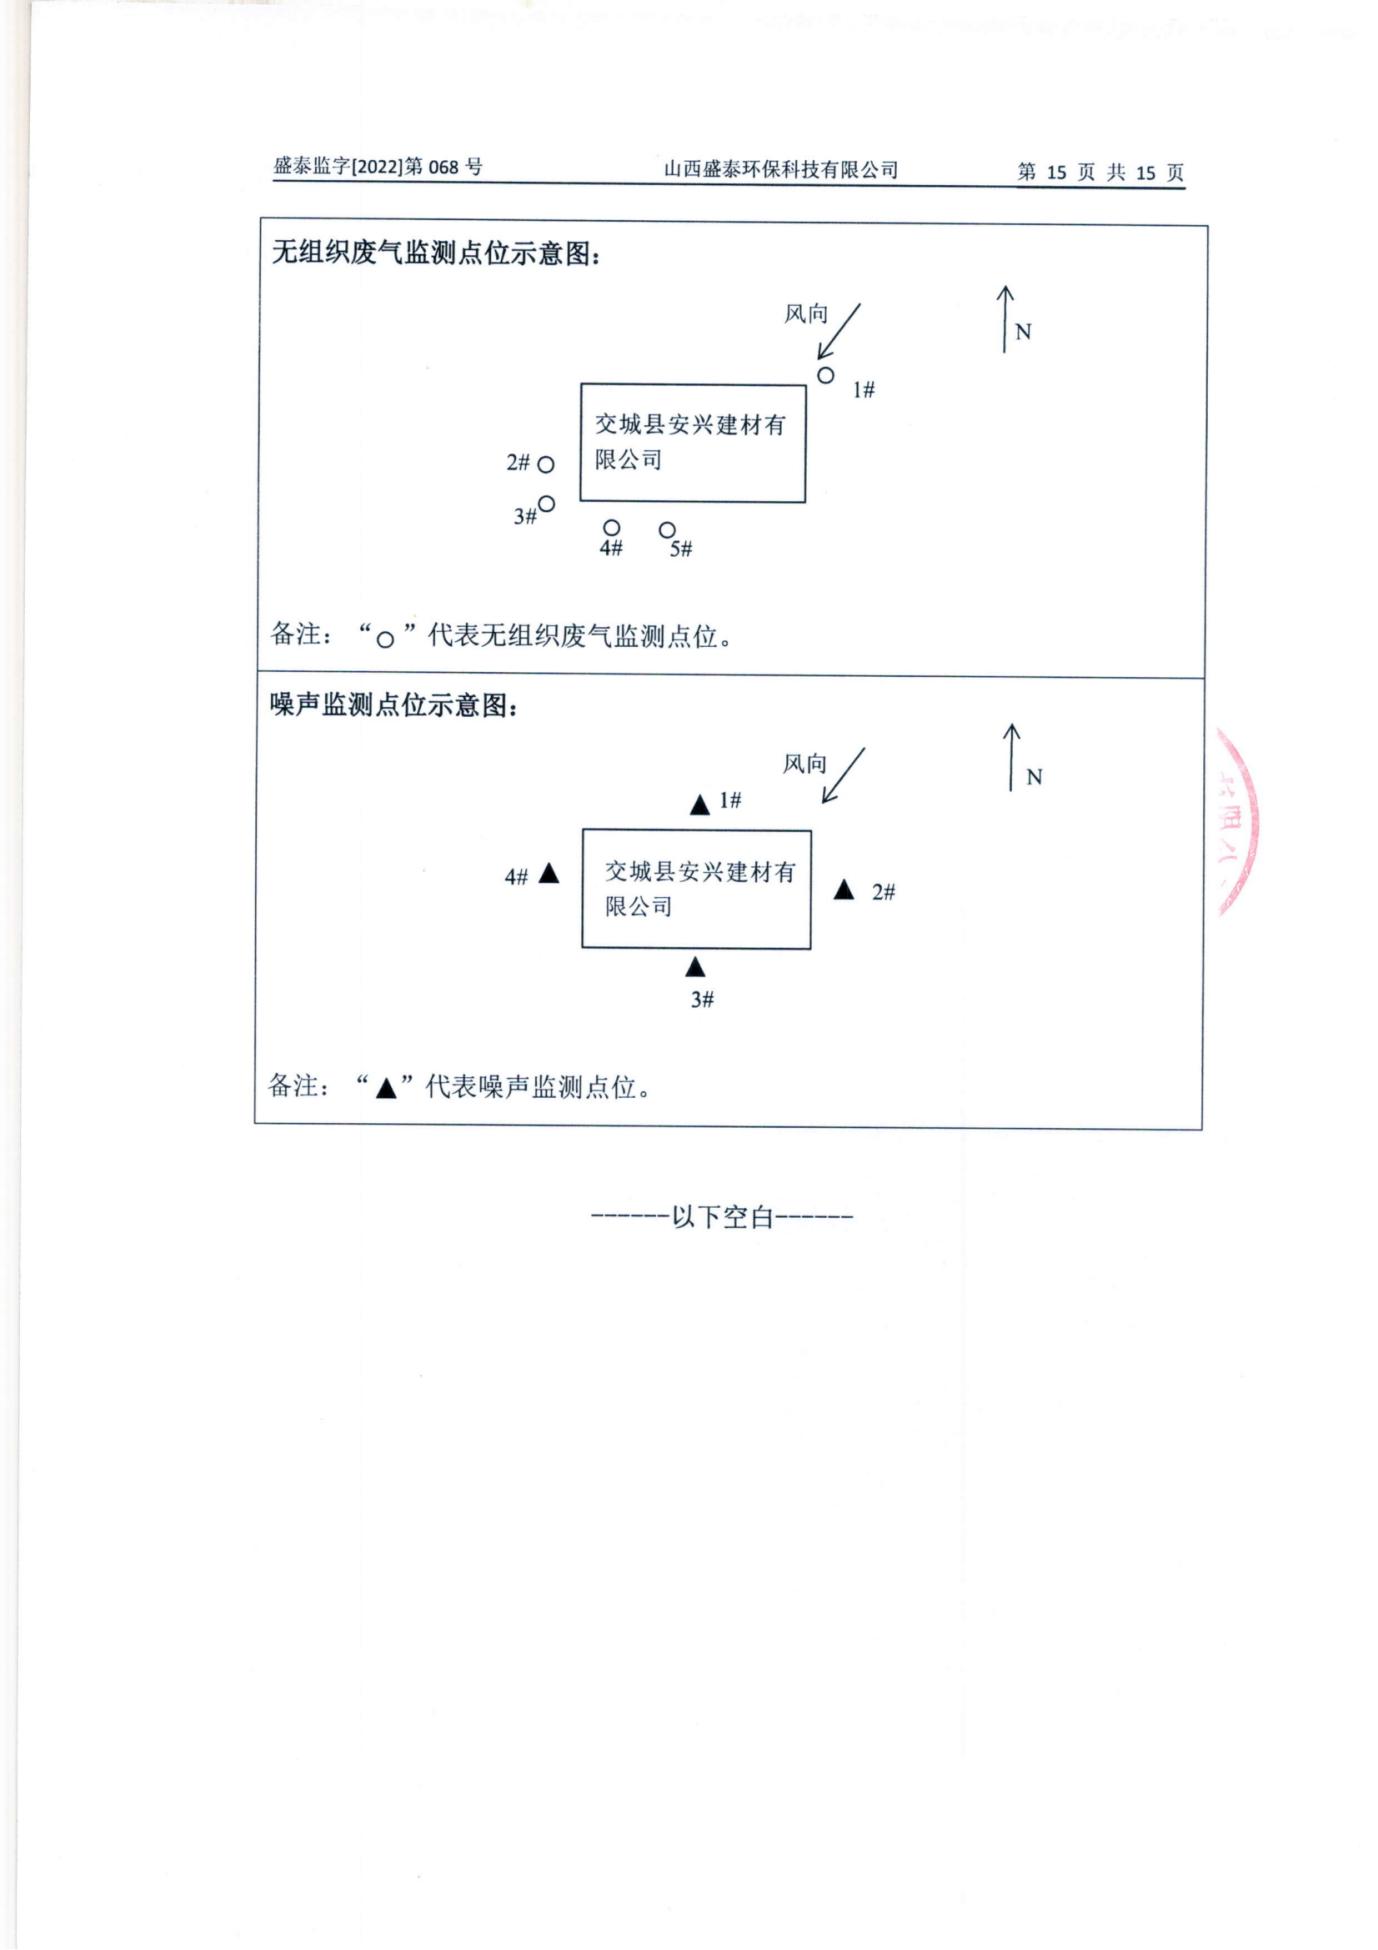 盛泰监字[2022]第 068 号 山西盛泰环保科技有限公司 第 15 页 共 15 页
无组织废气监测点位示意图:
风向
N
1#
交城县安兴建材有
限公司
2#
3#
4#
5#
备注: “○”代表无组织废气监测点位。
噪声监测点位示意图:
风向
N
1#
4#
交城县安兴建材有
限公司
2#
3#
备注: “▲”代表噪声监测点位。
------以下空白------